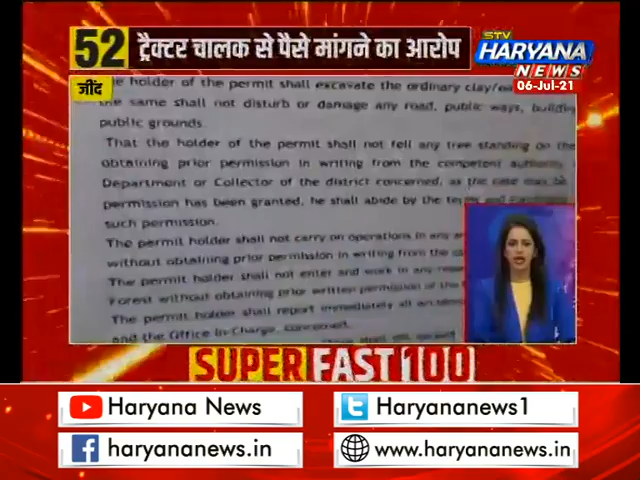 52
ट्रैक्टर चालक से पैसे मांगने का आरोप
STV
HARYANA
NEWS
06-Jul-21
जींद
he holder of the permit shall excavate the ordinary clay/
the same shall not disturb or damage any road, public ways, building
public grounds.
That the holder of the permit shall not fell any tree standing on the
obtaining prior permission in writing from the competent authority
Department or Collector of the district concerned, as the case may be
permission has been granted, he shall abide by the terms and
such permission.
The permit holder shall not carry on operations in any
without obtaining prior permission in writing from the
The permit holder shall not enter and work in any
Forest without obtaining prior written permission of the
The permit holder shall report immediately all
and the Office In-Charge, concerned.
SUPER FAST 100
Haryana News
Haryananews1
haryananews.in
www.haryananews.in